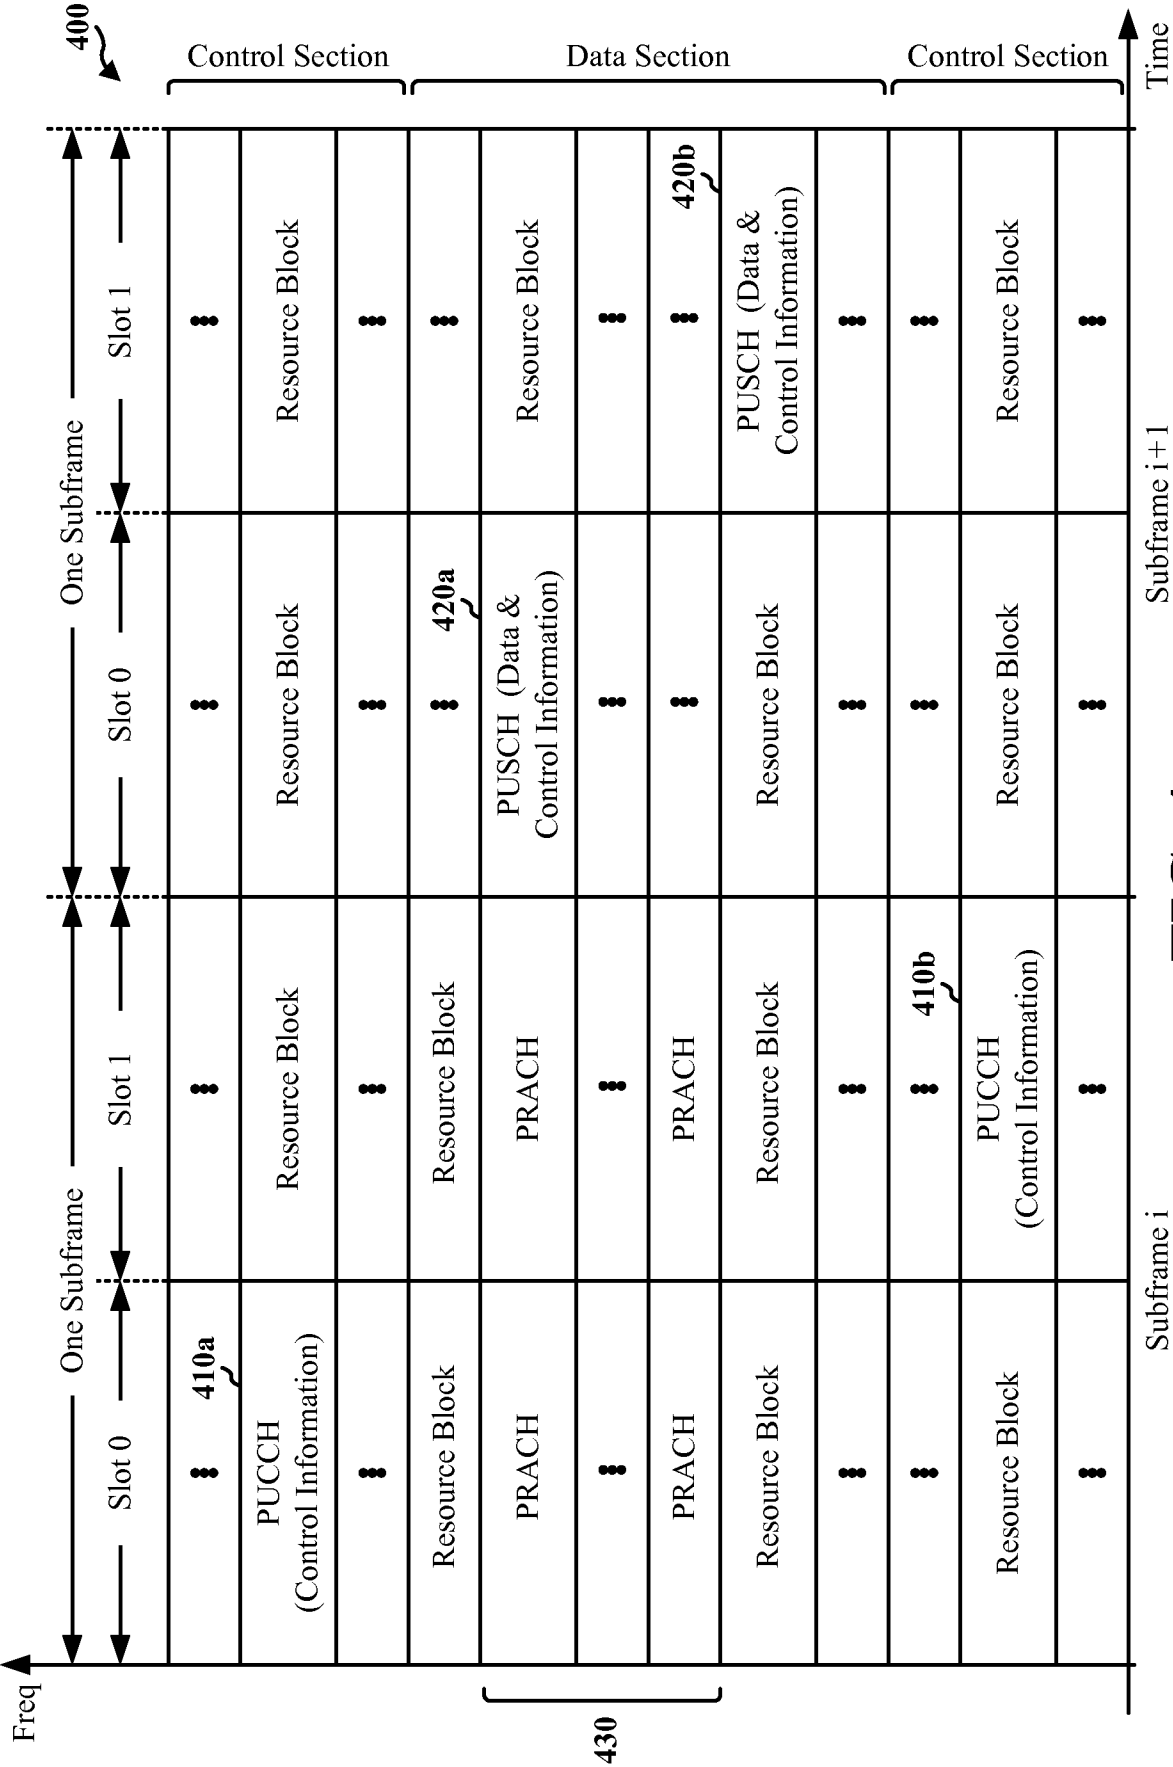 Freq
400
One Subframe
One Subframe
Slot 0
Slot 1
Slot 0
Slot 1
410a
PUCCH
(Control Information)
Resource Block
Resource Block
Resource Block
Control Section
Resource Block
Resource Block
420a
430
PRACH
PRACH
PUSCH (Data &
Control Information)
Resource Block
Data Section
PRACH
PRACH
420b
Resource Block
Resource Block
Resource Block
PUSCH (Data &
Control Information)
410b
Resource Block
PUCCH
(Control Information)
Resource Block
Resource Block
Control Section
Subframe i
Subframe i+1
Time